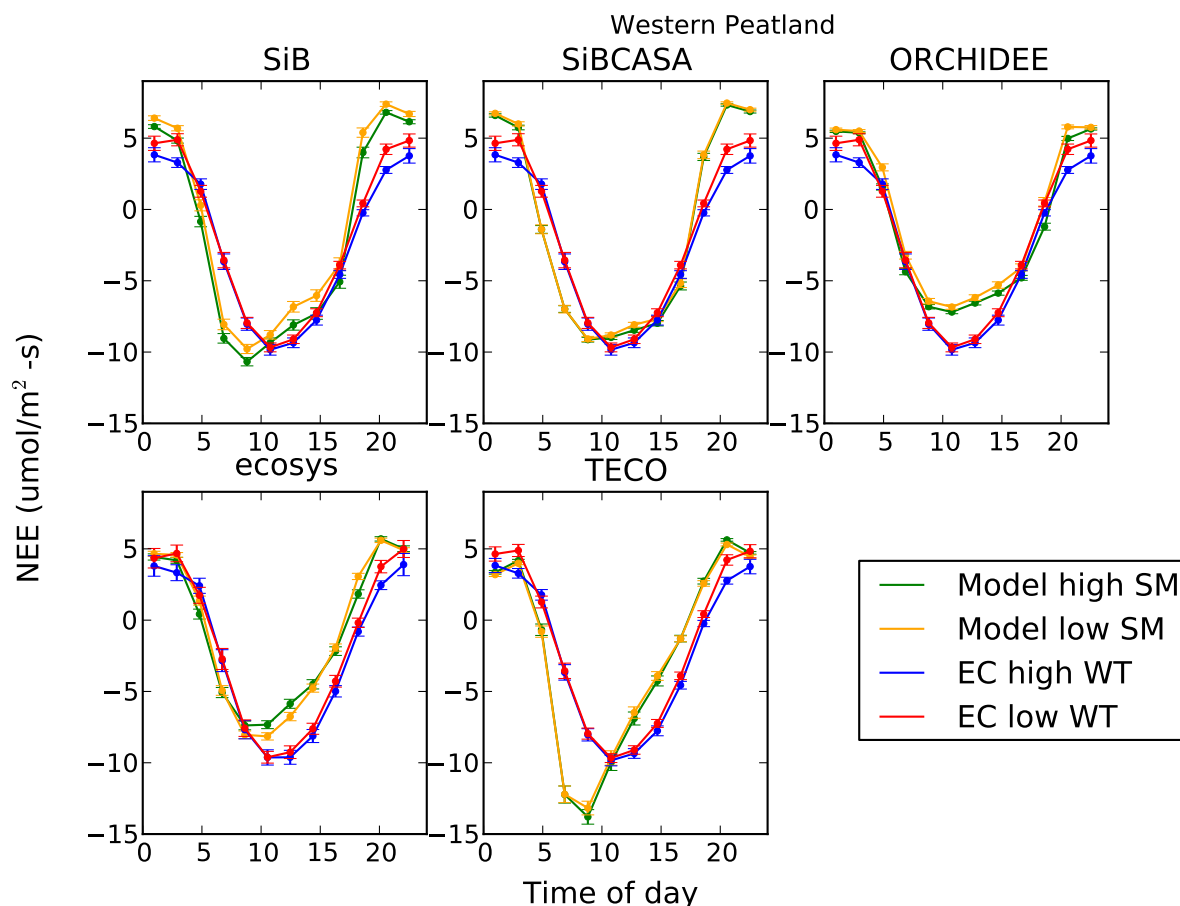 Western Peatland
SiB
SiBCASA
ORCHIDEE
5
0
−5
−10
−15
0 5 10 15 20
5
0
−5
−10
−15
0 5 10 15 20
5
0
−5
−10
−15
0 5 10 15 20
ecosys
TECO
5
0
−5
−10
−15
0 5 10 15 20
5
0
−5
−10
−15
0 5 10 15 20
NEE (umol/m² -s)
Time of day
Model high SM
Model low SM
EC high WT
EC low WT